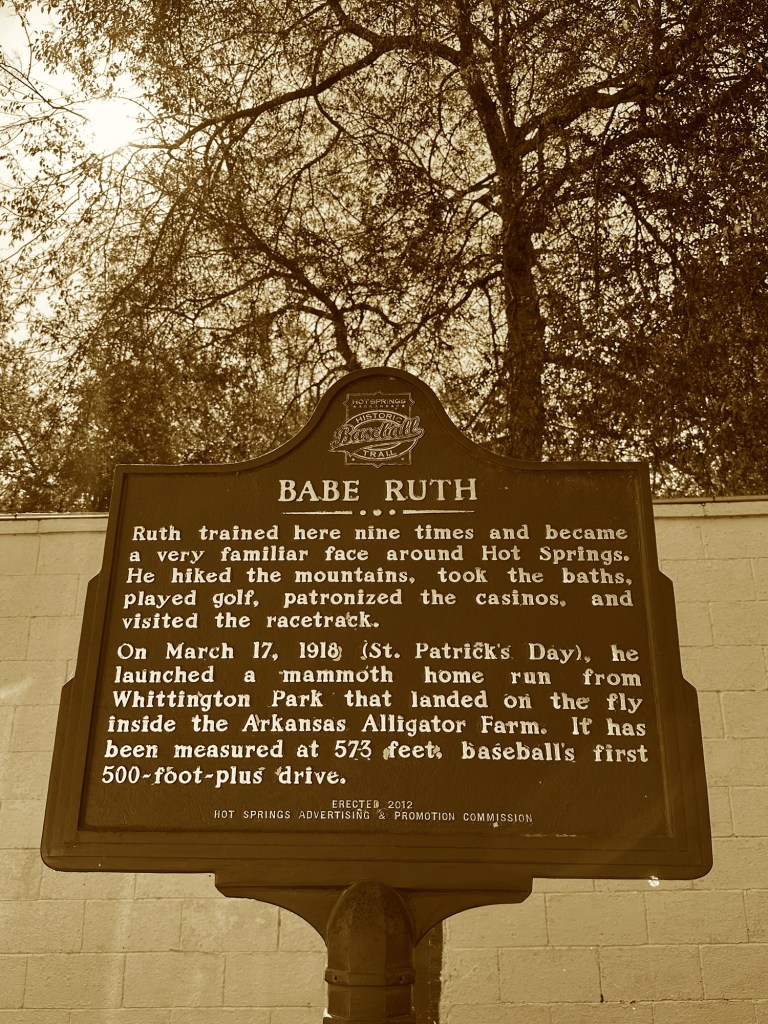 HOT SPRINGS
HISTORIC
Baseball
TRAIL
BABE RUTH
Ruth trained here nine times and became
a very familiar face around Hot Springs.
He hiked the mountains, took the baths,
played golf, patronized the casinos, and
visited the racetrack.
On March 17, 1918 (St. Patrick's Day), he
launched a mammoth home run from
Whittington Park that landed on the fly
inside the Arkansas Alligator Farm. It has
been measured at 573 feet, baseball's first
500-foot-plus drive.
ERECTED 2012
HOT SPRINGS ADVERTISING & PROMOTION COMMISSION